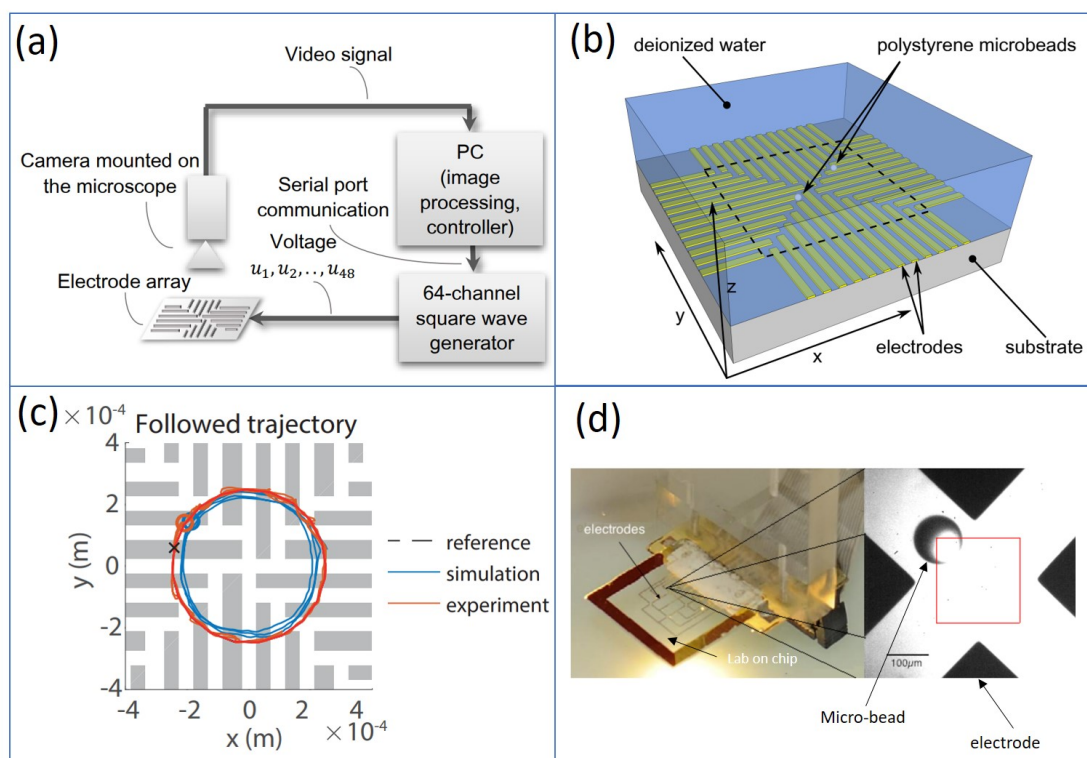 (a)
Video signal
Camera mounted on
the microscope
PC
(image
processing,
controller)
Serial port
communication
Voltage
u₁, u₂, . . , u₄₈
Electrode array
64-channel
square wave
generator
(b)
deionized water
polystyrene microbeads
z
y
x
electrodes
substrate
(c)
×10⁻⁴
Followed trajectory
4
2
0
-2
-4
y (m)
-4 -2 0 2 4
x (m)
×10⁻⁴
reference
simulation
experiment
(d)
electrodes
Lab on chip
100µm
Micro-bead
electrode